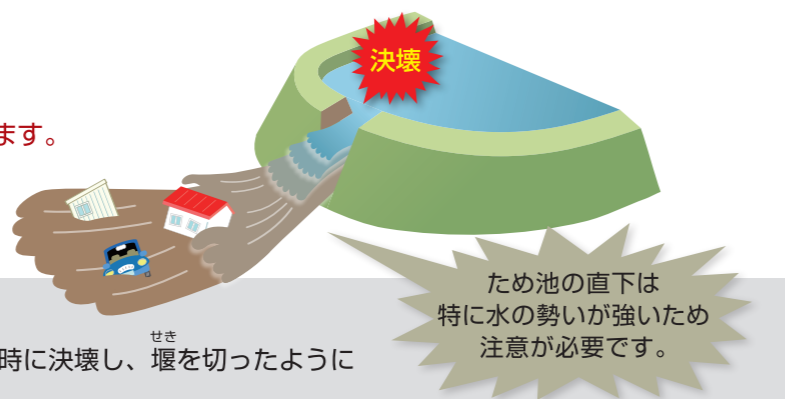 決壊
ます。
ため池の直下は
特に水の勢いが強いため
注意が必要です。
せき
時に決壊し、堰を切ったように